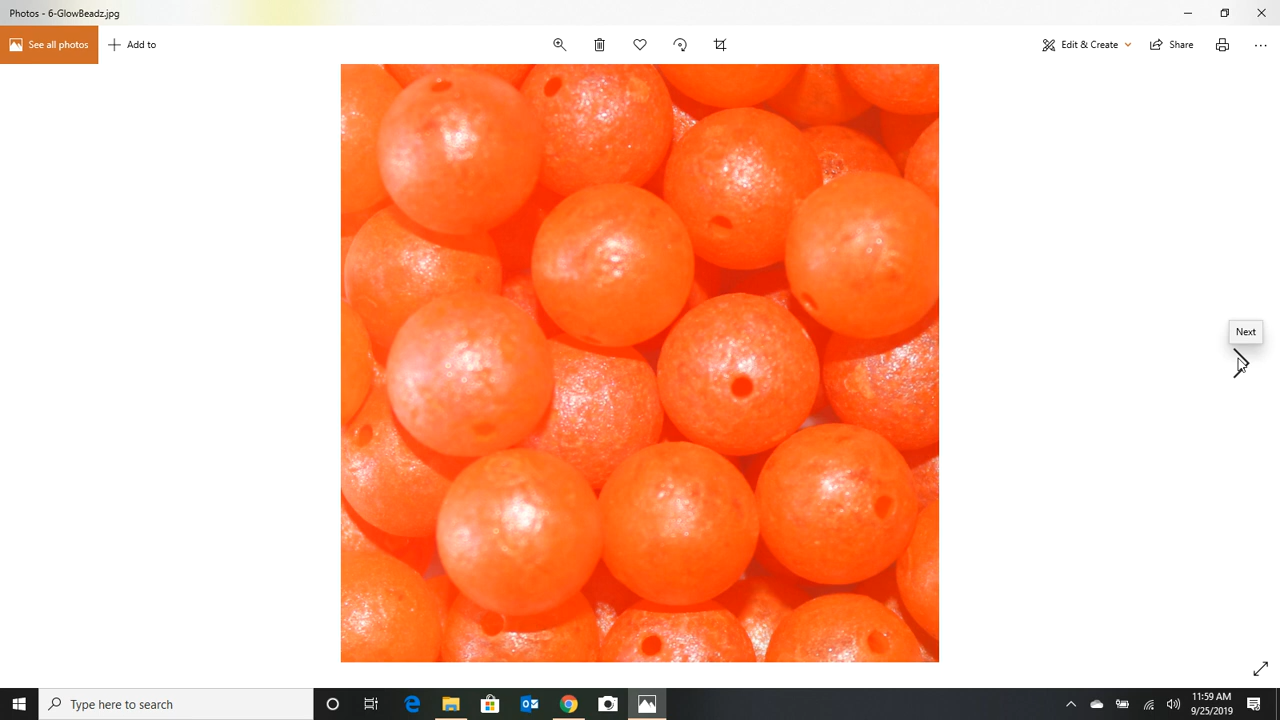 Photos - 6-GlowBeadz.jpg
See all photos
Add to
Edit & Create
Share
Next
Type here to search
11:59 AM
9/25/2019